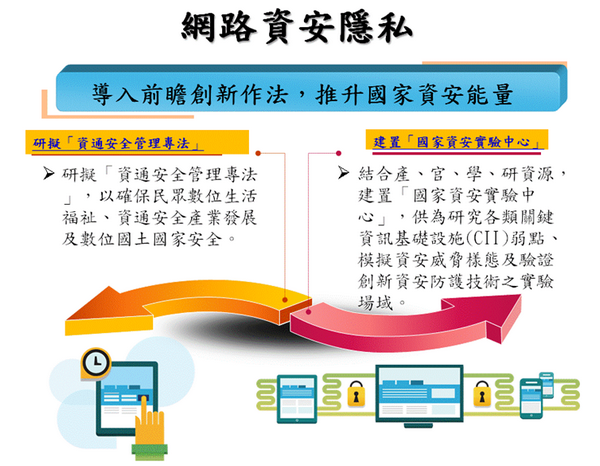 網路資安隱私
導入前瞻創新作法，推升國家資安能量
研擬「資通安全管理專法」
研擬「資通安全管理專法
」，以確保民眾數位生活
福祉、資通安全產業發展
及數位國土國家安全。
建置「國家資安實驗中心」
結合產、官、學、研資源，
建置「國家資安實驗中
心」，供為研究各類關鍵
資訊基礎設施(CII)弱點、
模擬資安威脅樣態及驗證
創新資安防護技術之實驗
場域。